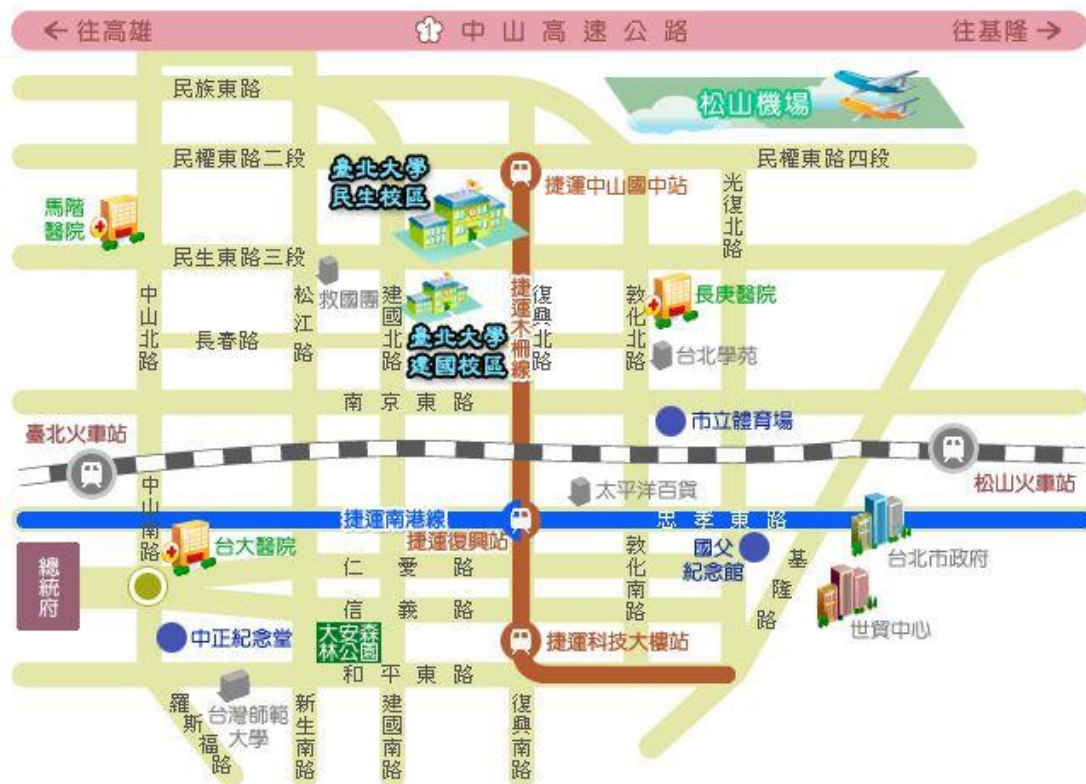 ←往高雄
1 中山高速公路
往基隆→
民族東路
松山機場
民權東路二段
民權東路四段
臺北大學
民生校區
捷運中山國中站
光復北路
馬階
醫院
民生東路三段
救國團
中山北路
松江路
建國北路
捷運木柵線
復興北路
敦化北路
長庚醫院
長春路
臺北大學
建國校區
台北學苑
南京東路
市立體育場
臺北火車站
松山火車站
太平洋百貨
中山南路
捷運南港線
忠孝東路
捷運復興站
台大醫院
國父
紀念館
台北市政府
總統府
仁愛路
敦化南路
基隆路
信義路
世貿中心
中正紀念堂
大安森
林公園
捷運科技大樓站
和平東路
台灣師範
大學
羅斯福路
新生南路
建國南路
復興南路